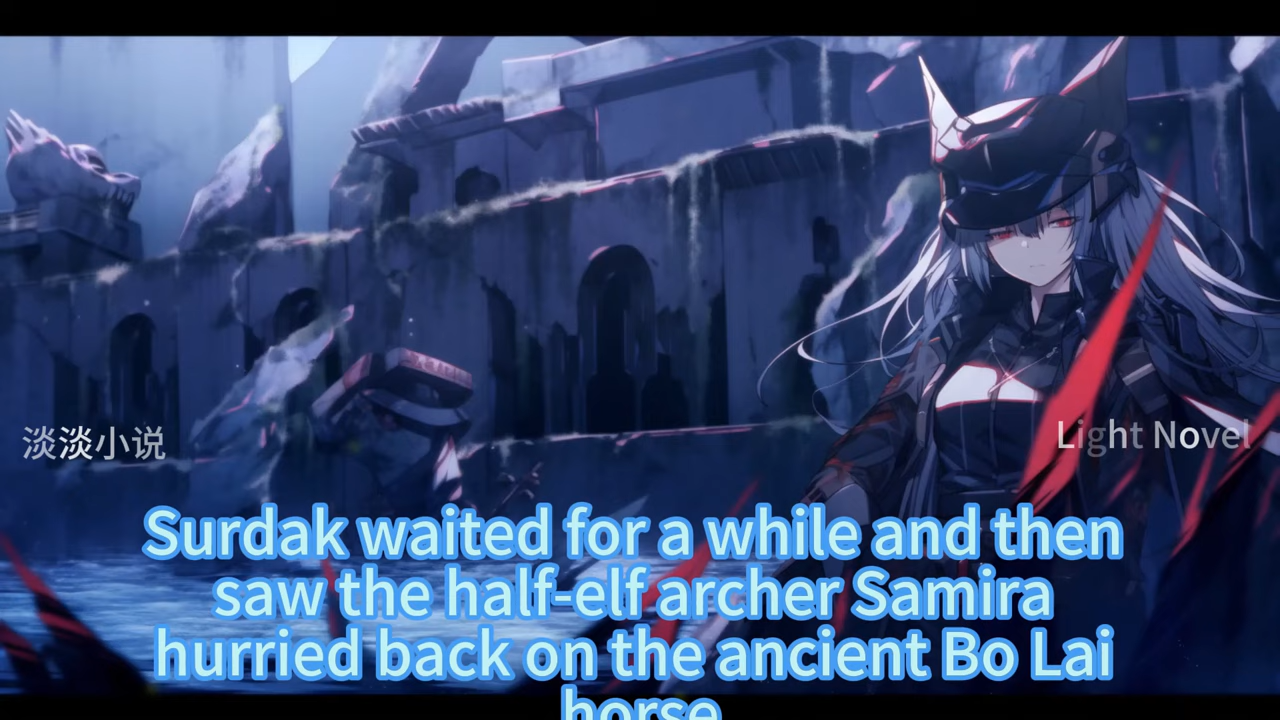 淡淡小说
Light Novel
Surdak waited for a while and then
saw the half-elf archer Samira
hurried back on the ancient Bo Lai
horse